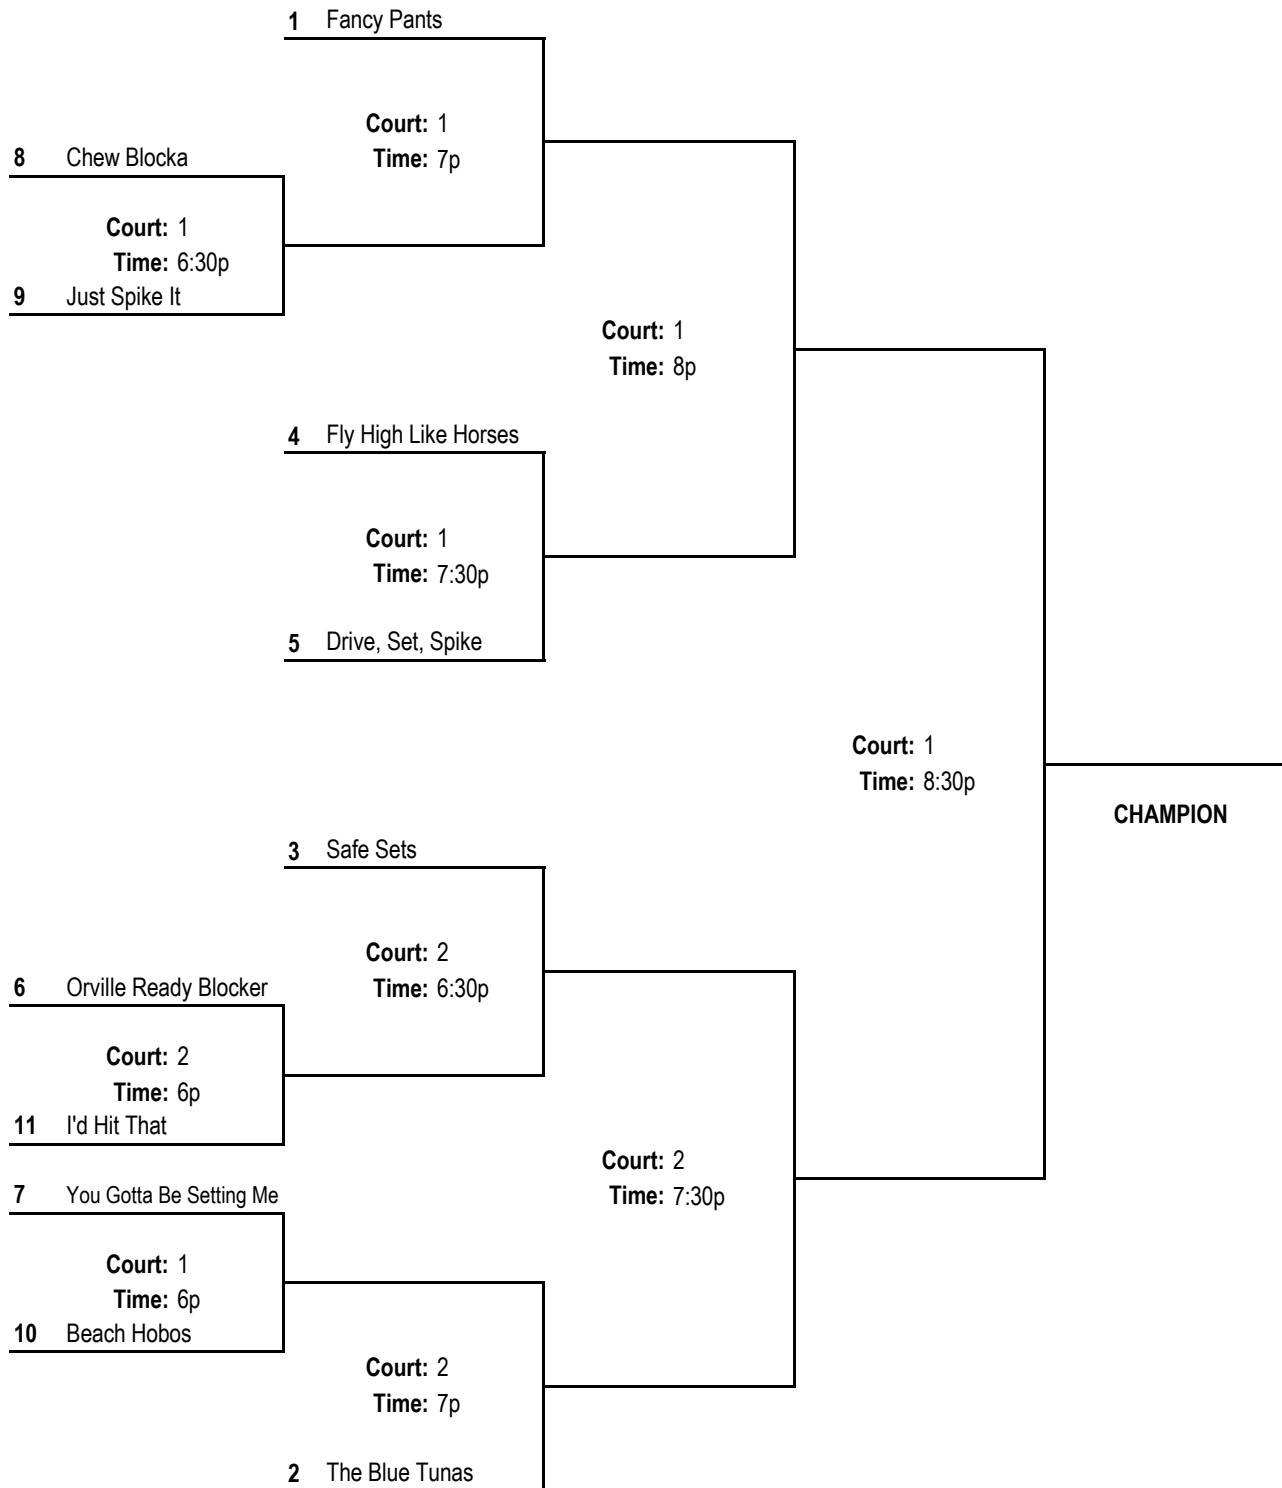 1 Fancy Pants
Court: 1
Time: 7p
8 Chew Blocka
Court: 1
Time: 6:30p
9 Just Spike It
Court: 1
Time: 8p
4 Fly High Like Horses
Court: 1
Time: 7:30p
5 Drive, Set, Spike
Court: 1
Time: 8:30p
CHAMPION
3 Safe Sets
Court: 2
Time: 6:30p
6 Orville Ready Blocker
Court: 2
Time: 6p
11 I'd Hit That
Court: 2
Time: 7:30p
7 You Gotta Be Setting Me
Court: 1
Time: 6p
10 Beach Hobos
Court: 2
Time: 7p
2 The Blue Tunas